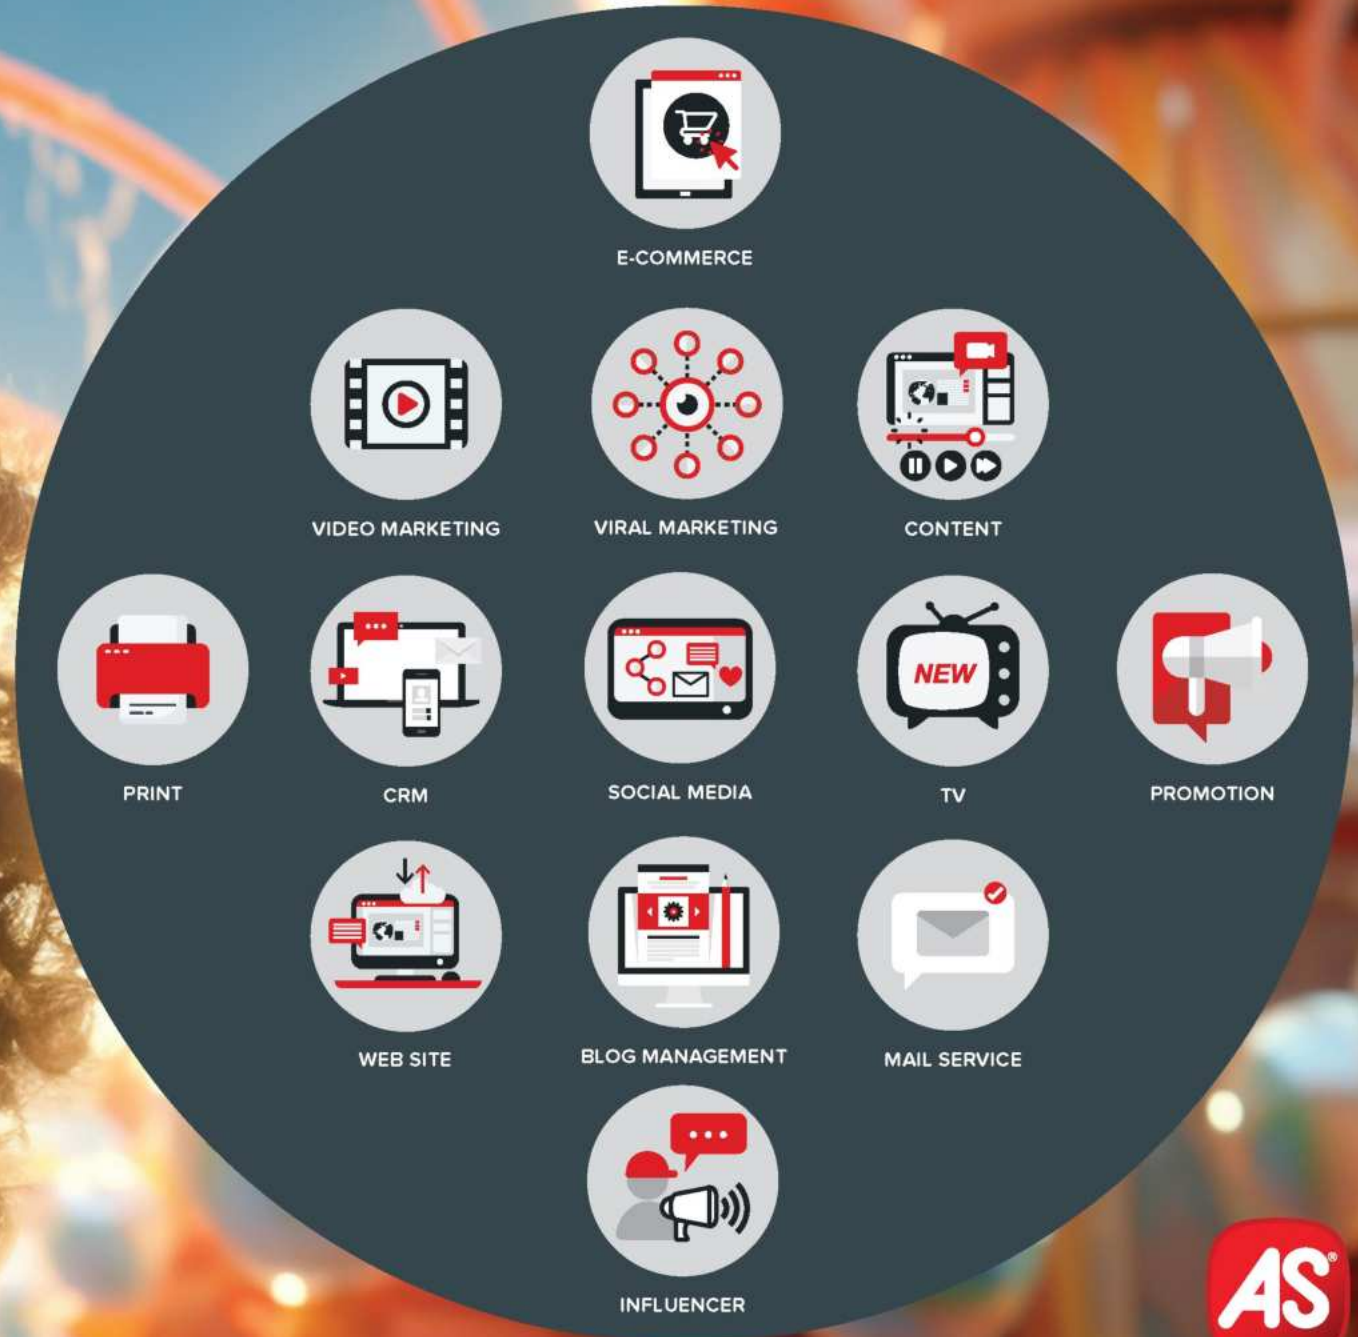 E-COMMERCE
VIDEO MARKETING
VIRAL MARKETING
CONTENT
NEW
PRINT
CRM
SOCIAL MEDIA
TV
PROMOTION
WEB SITE
BLOG MANAGEMENT
MAIL SERVICE
INFLUENCER
AS®